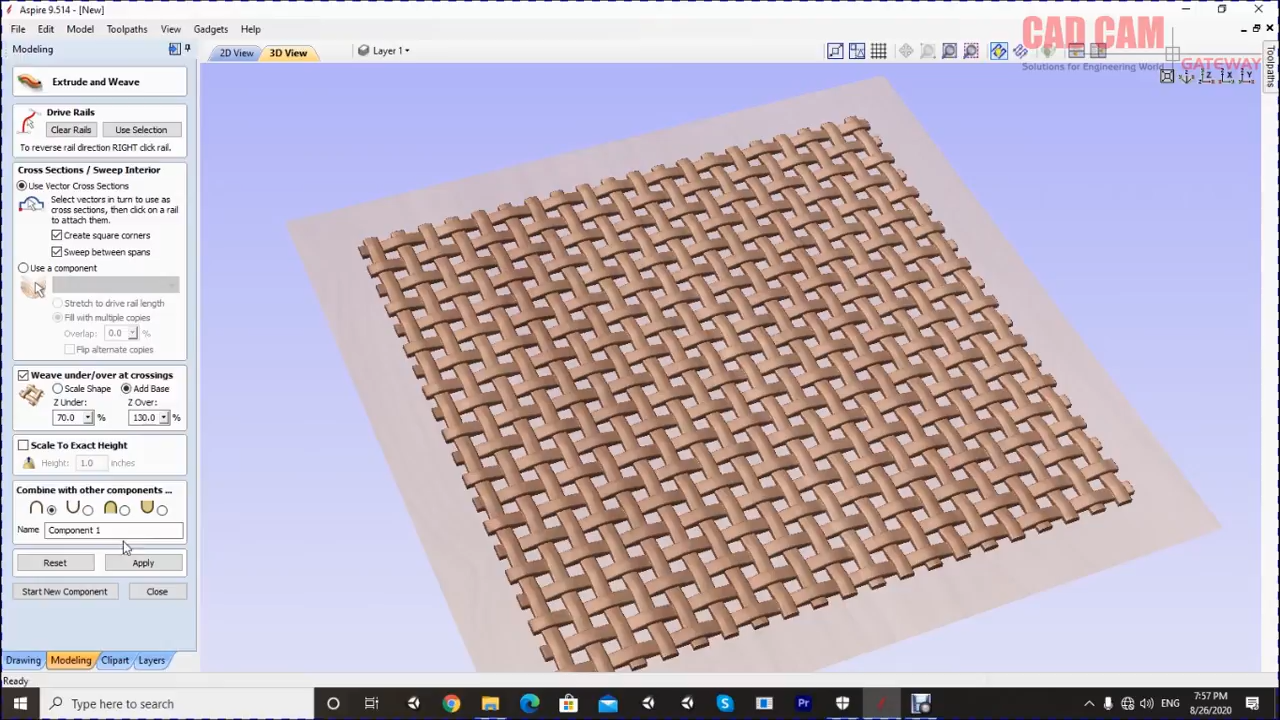 Aspire 9.514 - [New]
File Edit Model Toolpaths View Gadgets Help
CAD CAM
GATEWAY
Solutions for Engineering World
Modeling
2D View 3D View Layer 1
Toolpaths
Z X Y
Extrude and Weave
Drive Rails
Clear Rails Use Selection
To reverse rail direction RIGHT click rail.
Cross Sections / Sweep Interior
Use Vector Cross Sections
Select vectors in turn to use as
cross sections, then click on a rail
to attach them.
Create square corners
Sweep between spans
Use a component
Stretch to drive rail length
Fill with multiple copies
Overlap: 0.0 %
Flip alternate copies
Weave under/over at crossings
Scale Shape Add Base
Z Under: Z Over:
70.0 % 130.0 %
Scale To Exact Height
Height: 1.0 inches
Combine with other components ...
Name Component 1
Reset Apply
Start New Component Close
Drawing Modeling Clipart Layers
Ready
Type here to search
Pr
ENG
7:57 PM
8/26/2020